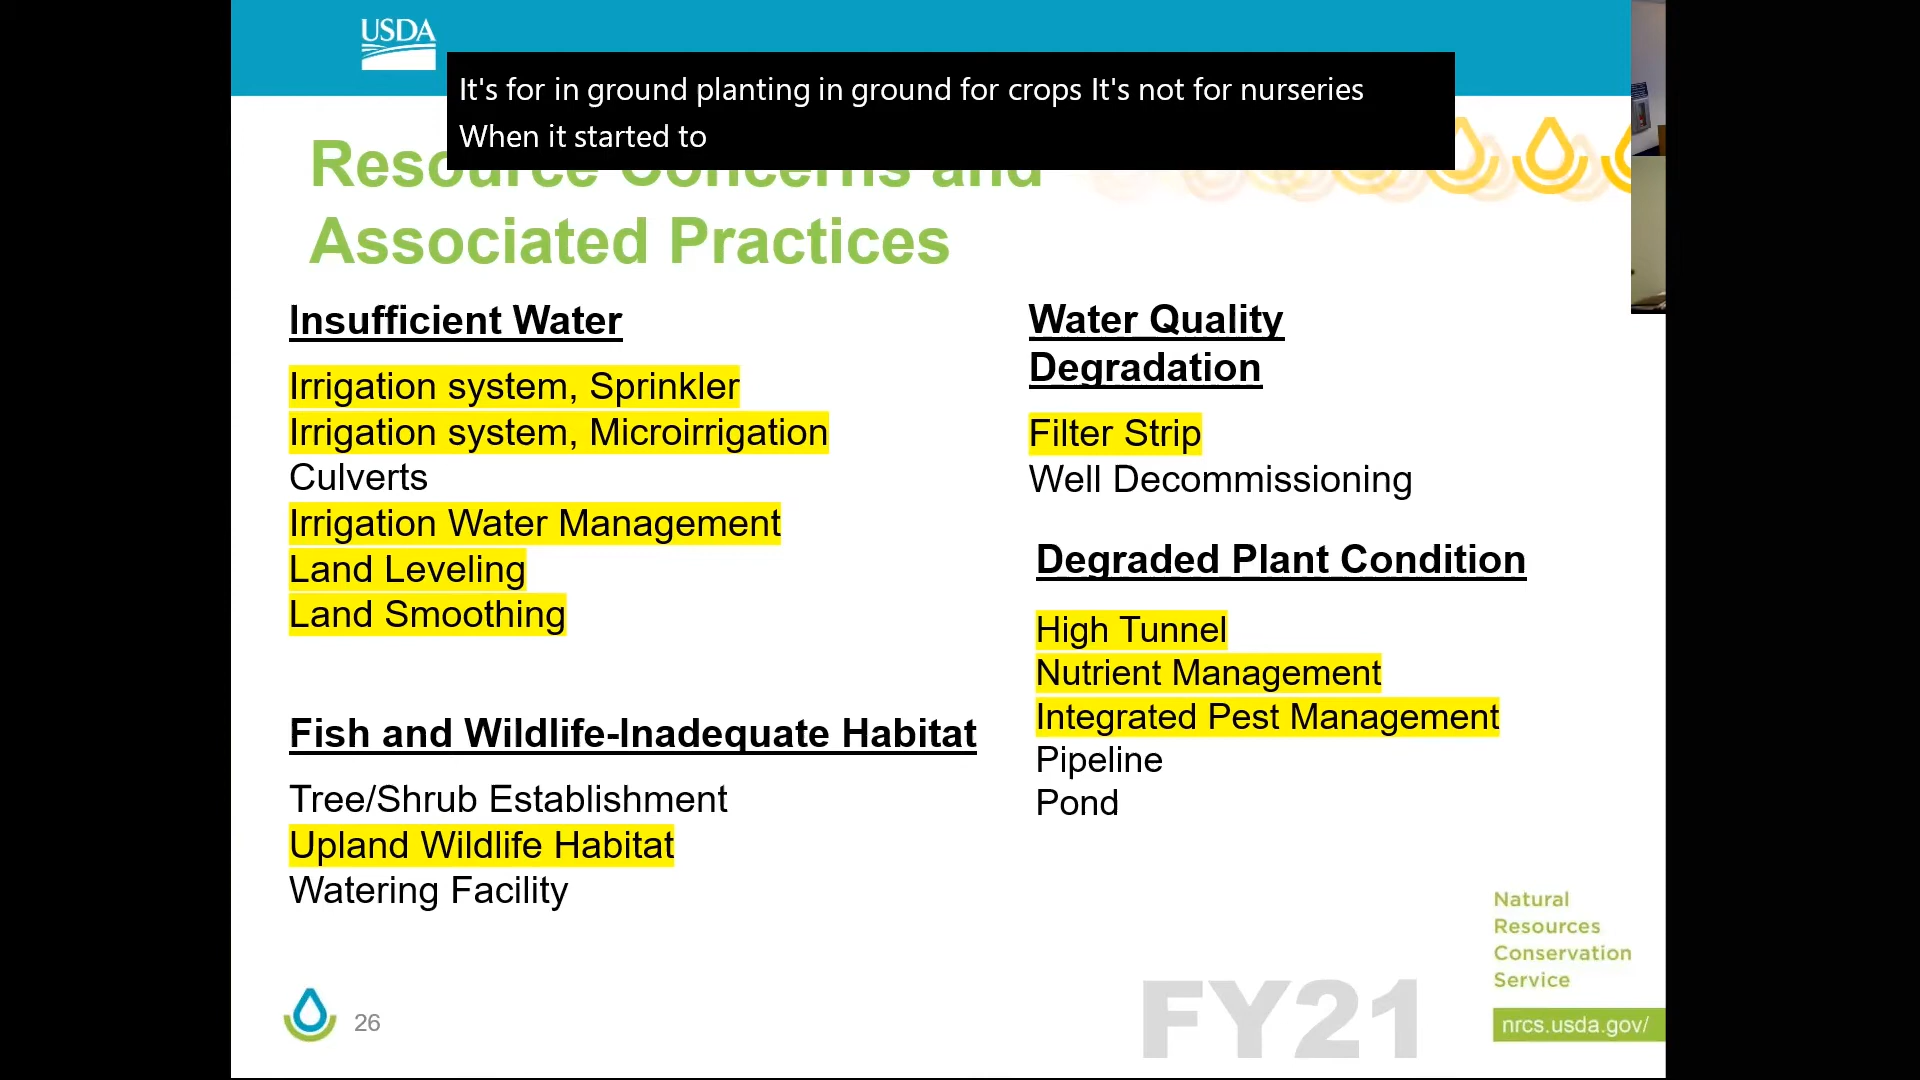 USDA
It's for in ground planting in ground for crops It's not for nurseries
When it started to
Resource Concerns and
Associated Practices
Insufficient Water
Irrigation system, Sprinkler
Irrigation system, Microirrigation
Culverts
Irrigation Water Management
Land Leveling
Land Smoothing
Fish and Wildlife-Inadequate Habitat
Tree/Shrub Establishment
Upland Wildlife Habitat
Watering Facility
Water Quality
Degradation
Filter Strip
Well Decommissioning
Degraded Plant Condition
High Tunnel
Nutrient Management
Integrated Pest Management
Pipeline
Pond
Natural
Resources
Conservation
Service
nrcs.usda.gov/
26
FY21